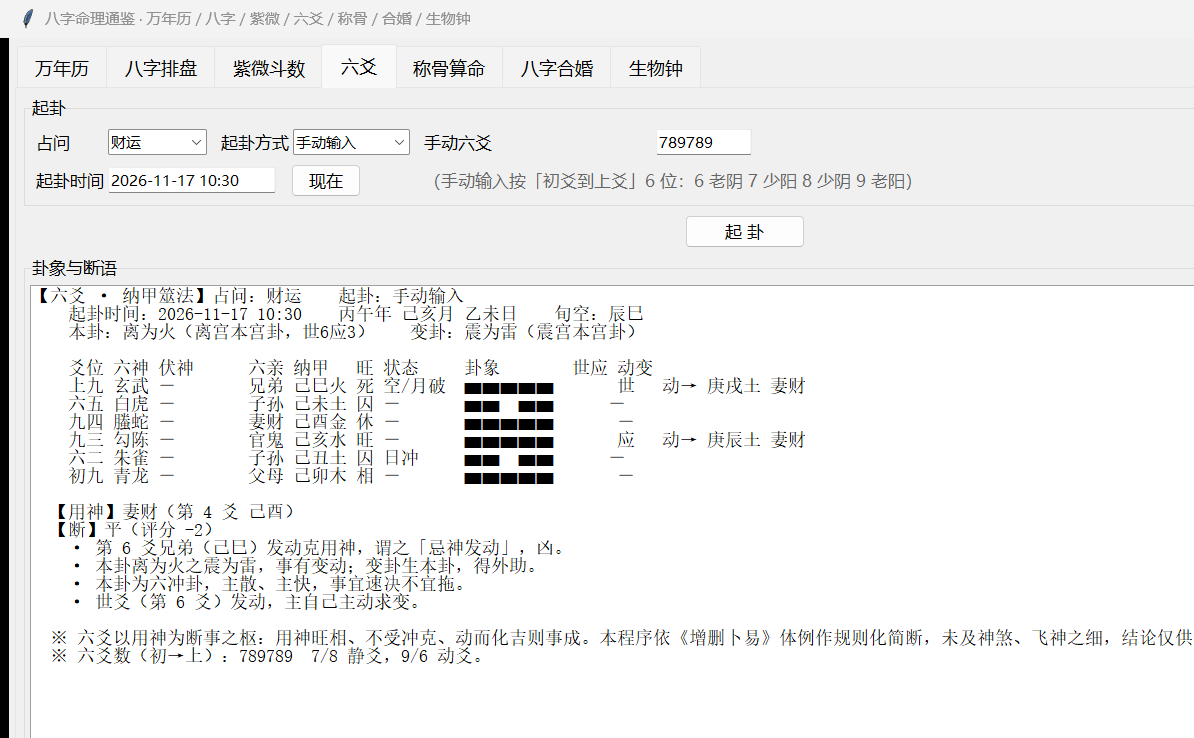 八字命理通鉴 · 万年历 / 八字 / 紫微 / 六爻 / 称骨 / 合婚 / 生物钟
万年历 八字排盘 紫微斗数 六爻 称骨算命 八字合婚 生物钟
起卦
占问 财运 起卦方式 手动输入 手动六爻 789789
起卦时间 2026-11-17 10:30 现在 (手动输入按「初爻到上爻」6 位：6 老阴 7 少阳 8 少阴 9 老阳)
起 卦
卦象与断语
【六爻 · 纳甲筮法】占问：财运 起卦：手动输入
起卦时间：2026-11-17 10:30 丙午年 己亥月 乙未日 旬空：辰巳
本卦：离为火（离宫本宫卦，世6应3） 变卦：震为雷（震宫本宫卦）
爻位 六神 伏神 六亲 纳甲 旺 状态 卦象 世应 动变
上九 玄武 — 兄弟 己巳火 死 空/月破 世 动→ 庚戌土 妻财
六五 白虎 — 子孙 己未土 囚 — —
九四 螣蛇 — 妻财 己酉金 休 — —
九三 勾陈 — 官鬼 己亥水 旺 — 应 动→ 庚辰土 妻财
六二 朱雀 — 子孙 己丑土 囚 日冲 —
初九 青龙 — 父母 己卯木 相 — —
【用神】妻财（第 4 爻 己酉）
【断】平（评分 -2）
· 第 6 爻兄弟（己巳）发动克用神，谓之「忌神发动」，凶。
· 本卦离为火之震为雷，事有变动；变卦生本卦，得外助。
· 本卦为六冲卦，主散、主快，事宜速决不宜拖。
· 世爻（第 6 爻）发动，主自己主动求变。
※ 六爻以用神为断事之枢：用神旺相、不受冲克、动而化吉则事成。本程序依《增删卜易》体例作规则化简断，未及神煞、飞神之细，结论仅供
※ 六爻数（初→上）：789789 7/8 静爻，9/6 动爻。